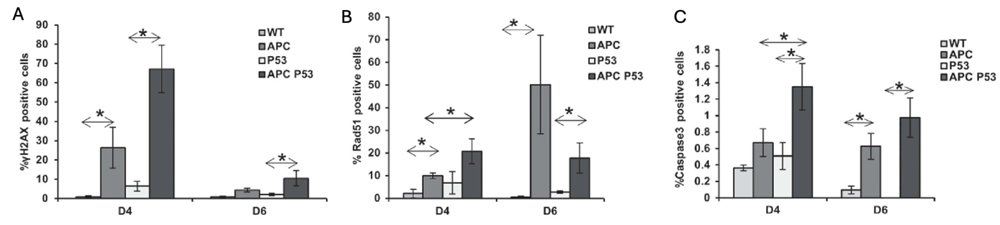 A
%γH2AX positive cells
90
80
70
60
50
40
30
20
10
0
*
*
*
WT
APC
P53
APC P53
D4
D6
B
% Rad51 positive cells
80
70
60
50
40
30
20
10
0
*
*
*
*
WT
APC
P53
APC P53
D4
D6
C
%Caspase3 positive cells
1.8
1.6
1.4
1.2
1
0.8
0.6
0.4
0.2
0
*
*
*
*
WT
APC
P53
APC P53
D4
D6